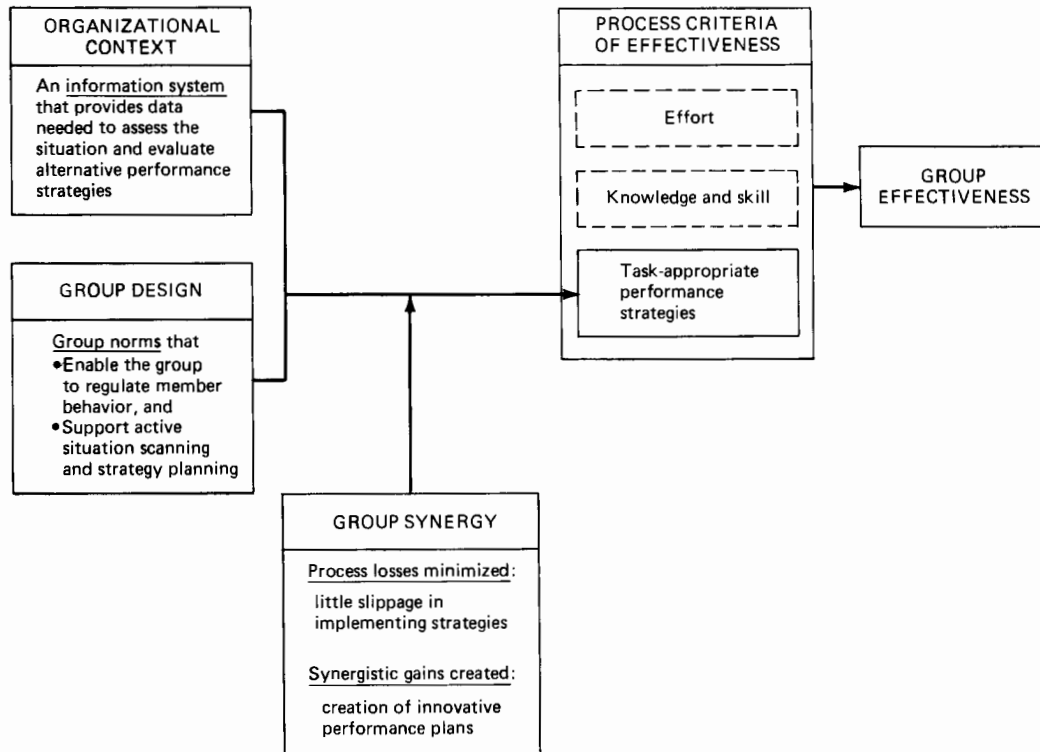 ORGANIZATIONAL
CONTEXT
An information system
that provides data
needed to assess the
situation and evaluate
alternative performance
strategies
GROUP DESIGN
Group norms that
•Enable the group
to regulate member
behavior, and
•Support active
situation scanning
and strategy planning
GROUP SYNERGY
Process losses minimized:
little slippage in
implementing strategies
Synergistic gains created:
creation of innovative
performance plans
PROCESS CRITERIA
OF EFFECTIVENESS
Effort
Knowledge and skill
Task-appropriate
performance
strategies
GROUP
EFFECTIVENESS